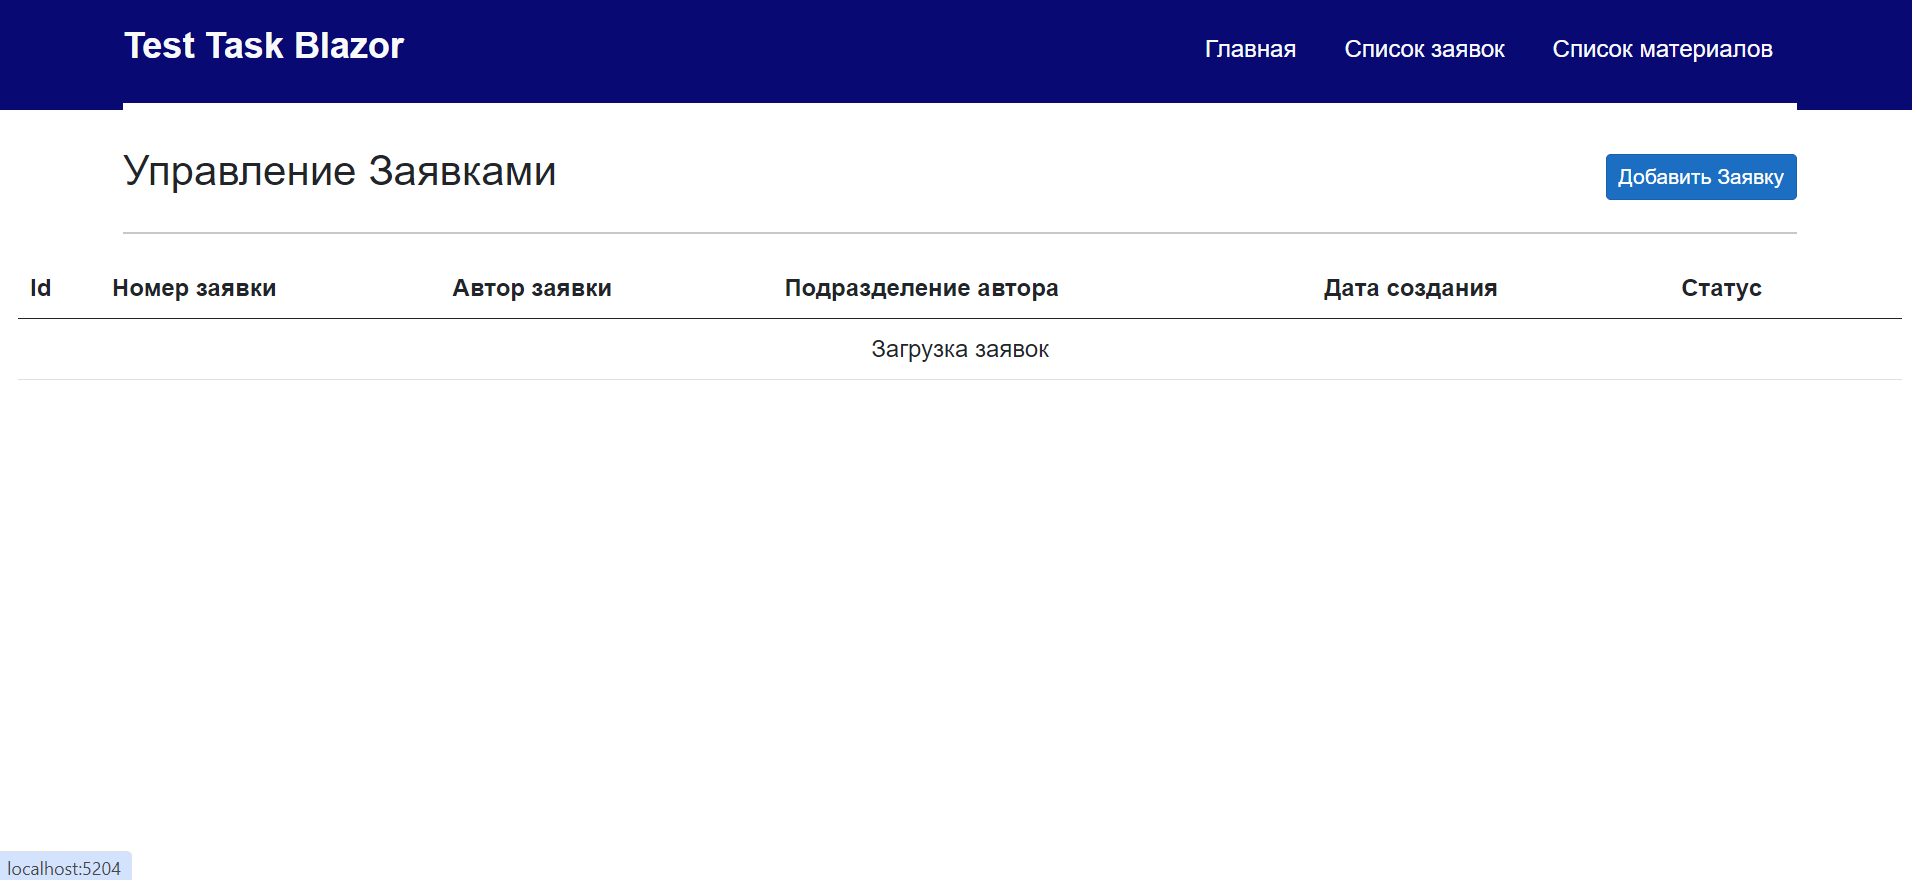 Test Task Blazor
Главная Список заявок Список материалов
Управление Заявками
Добавить Заявку
Id Номер заявки Автор заявки Подразделение автора Дата создания Статус
Загрузка заявок
localhost:5204